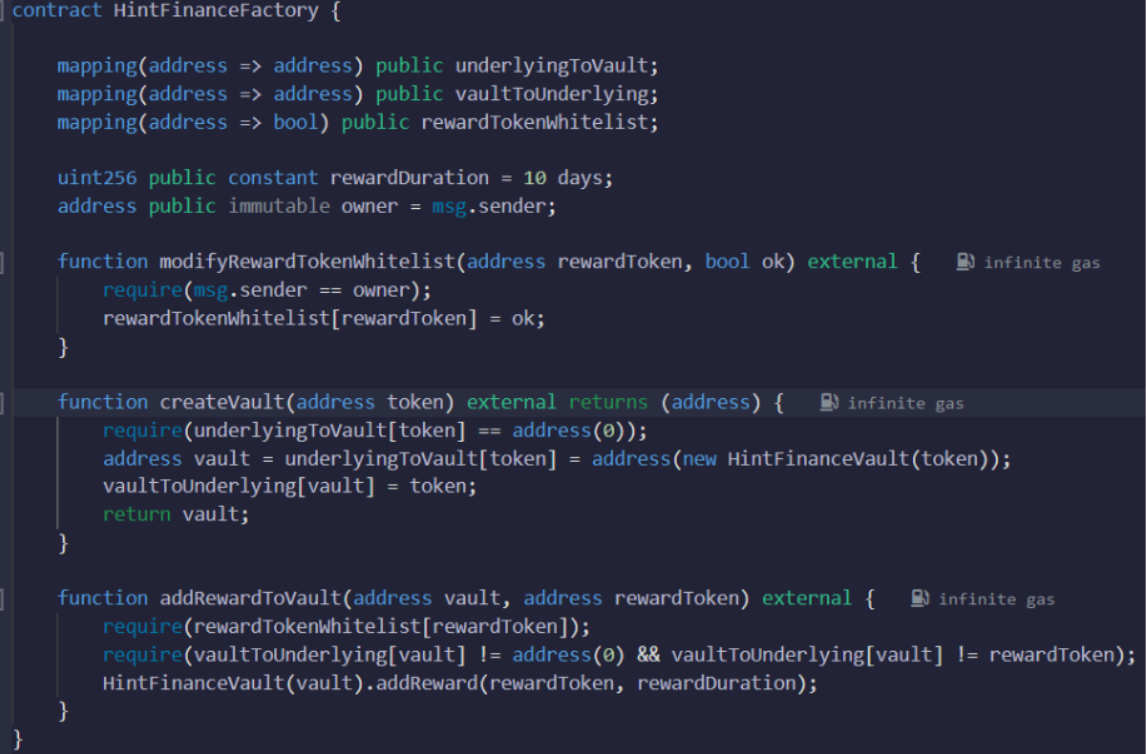 contract HintFinanceFactory {
mapping(address => address) public underlyingToVault;
mapping(address => address) public vaultToUnderlying;
mapping(address => bool) public rewardTokenWhitelist;
uint256 public constant rewardDuration = 10 days;
address public immutable owner = msg.sender;
function modifyRewardTokenWhitelist(address rewardToken, bool ok) external { infinite gas
require(msg.sender == owner);
rewardTokenWhitelist[rewardToken] = ok;
}
function createVault(address token) external returns (address) { infinite gas
require(underlyingToVault[token] == address(0));
address vault = underlyingToVault[token] = address(new HintFinanceVault(token));
vaultToUnderlying[vault] = token;
return vault;
}
function addRewardToVault(address vault, address rewardToken) external { infinite gas
require(rewardTokenWhitelist[rewardToken]);
require(vaultToUnderlying[vault] != address(0) && vaultToUnderlying[vault] != rewardToken);
HintFinanceVault(vault).addReward(rewardToken, rewardDuration);
}
}